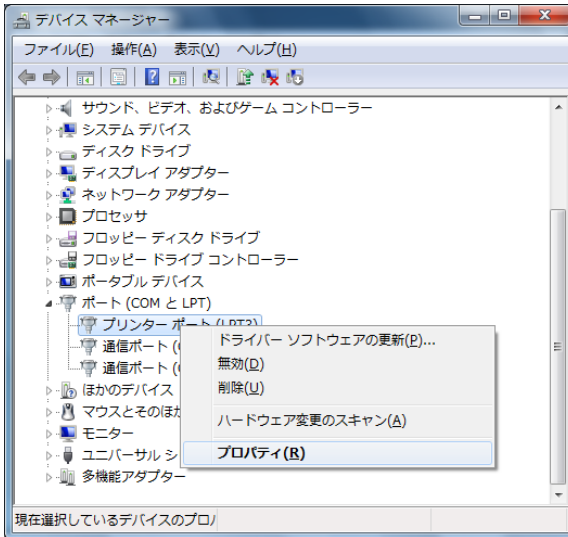 デバイス マネージャー
ファイル(F) 操作(A) 表示(V) ヘルプ(H)
サウンド、ビデオ、およびゲーム コントローラー
システム デバイス
ディスク ドライブ
ディスプレイ アダプター
ネットワーク アダプター
プロセッサ
フロッピー ディスク ドライブ
フロッピー ドライブ コントローラー
ポータブル デバイス
ポート (COM と LPT)
プリンター ポート (LPT3)
通信ポート (
通信ポート (
ほかのデバイス
マウスとそのほか
モニター
ユニバーサル シ
多機能アダプター
ドライバー ソフトウェアの更新(P)...
無効(D)
削除(U)
ハードウェア変更のスキャン(A)
プロパティ(R)
現在選択しているデバイスのプロ